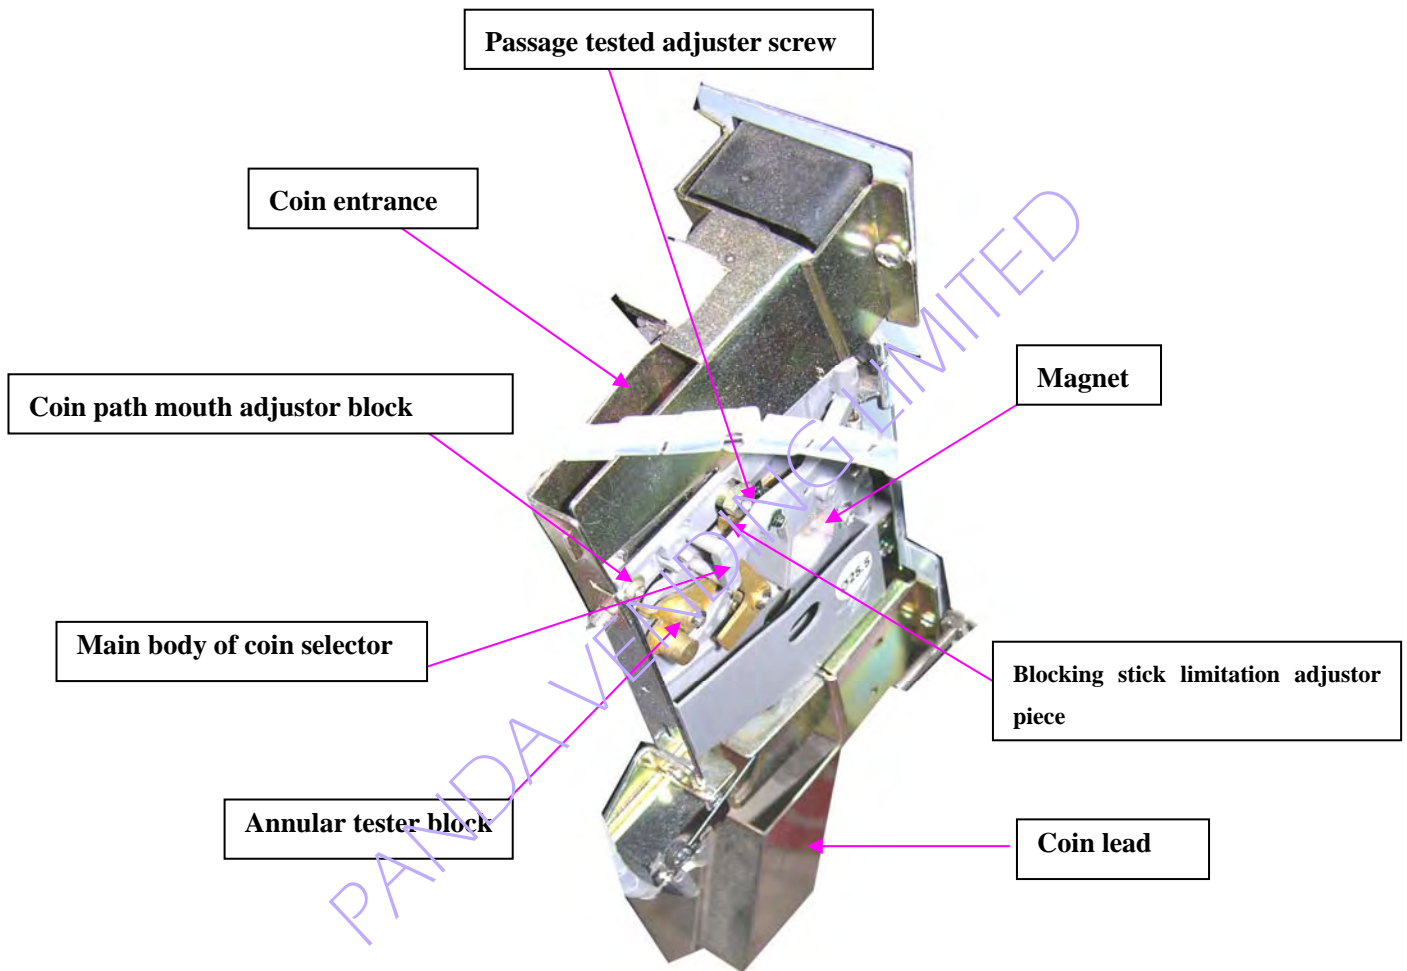 Passage tested adjuster screw
Coin entrance
Magnet
Coin path mouth adjustor block
Main body of coin selector
Blocking stick limitation adjustor
piece
Annular tester block
Coin lead
PANDA VENDING LIMITED